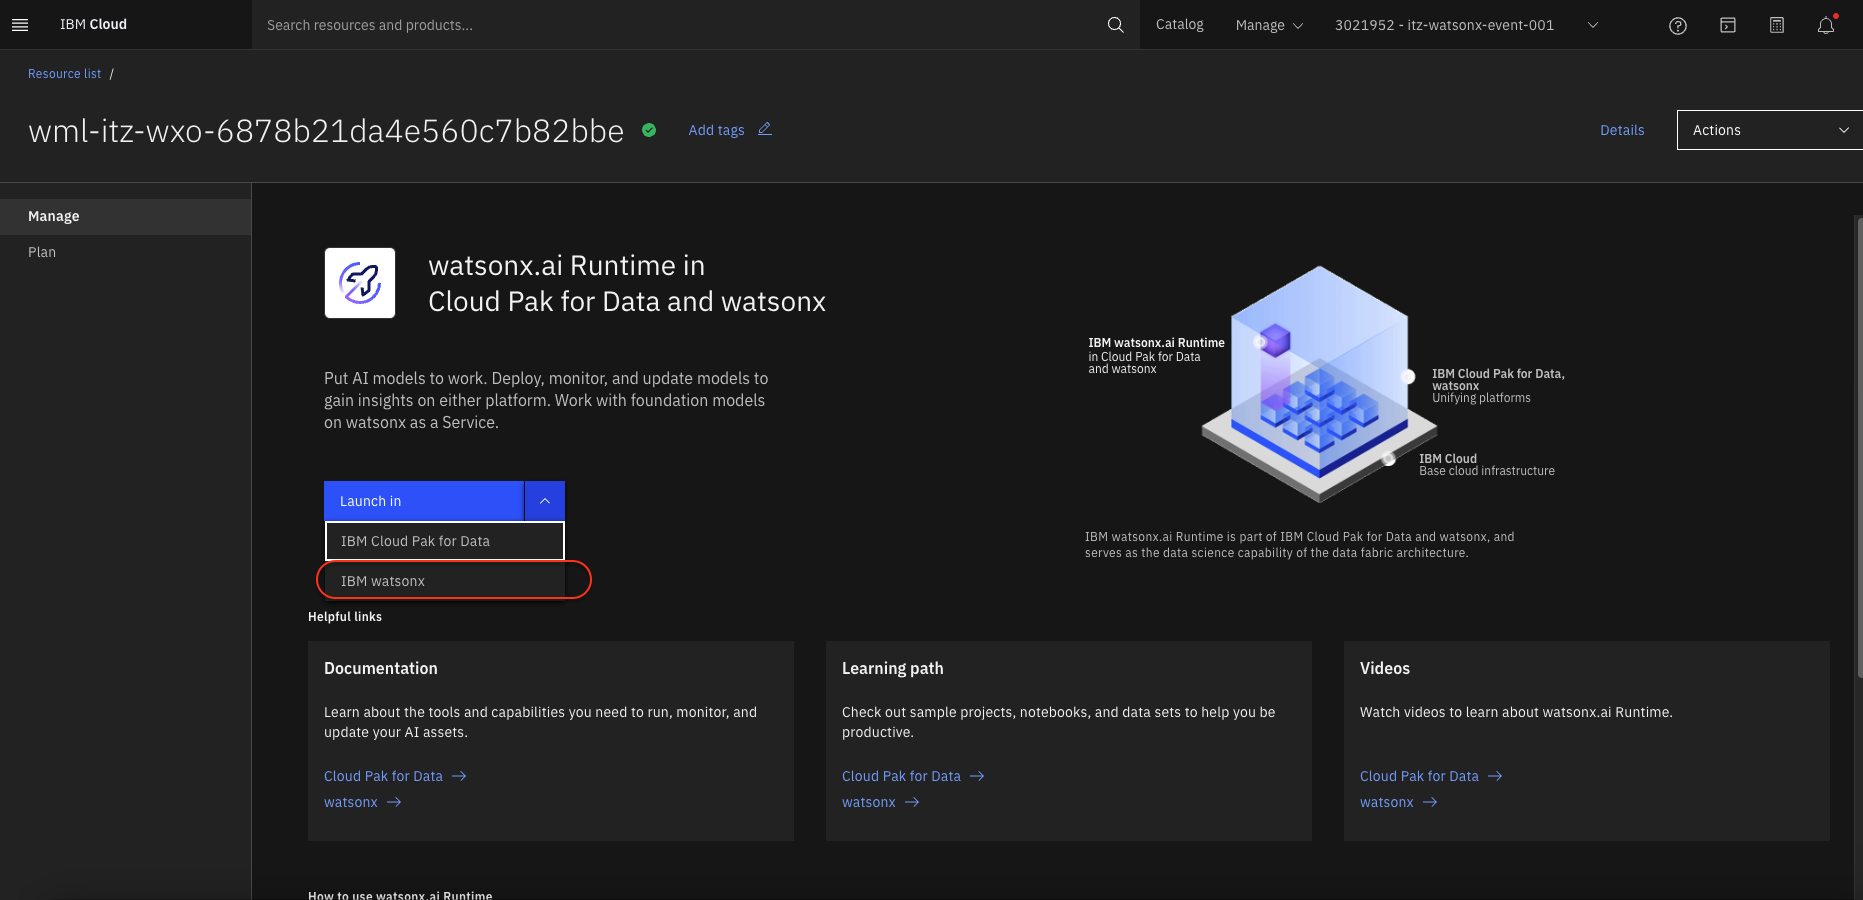 IBM Cloud
Search resources and products...
Catalog
Manage
3021952 - itz-watsonx-event-001
Resource list /
wml-itz-wxo-6878b21da4e560c7b82bbe
Add tags
Details
Actions
Manage
Plan
watsonx.ai Runtime in
Cloud Pak for Data and watsonx
Put AI models to work. Deploy, monitor, and update models to
gain insights on either platform. Work with foundation models
on watsonx as a Service.
Launch in
IBM Cloud Pak for Data
IBM watsonx
IBM watsonx.ai Runtime
in Cloud Pak for Data
and watsonx
IBM Cloud Pak for Data,
watsonx
Unifying platforms
IBM Cloud
Base cloud infrastructure
IBM watsonx.ai Runtime is part of IBM Cloud Pak for Data and watsonx, and
serves as the data science capability of the data fabric architecture.
Helpful links
Documentation
Learn about the tools and capabilities you need to run, monitor, and
update your AI assets.
Cloud Pak for Data
watsonx
Learning path
Check out sample projects, notebooks, and data sets to help you be
productive.
Cloud Pak for Data
watsonx
Videos
Watch videos to learn about watsonx.ai Runtime.
Cloud Pak for Data
watsonx
How to use watsonx.ai Runtime